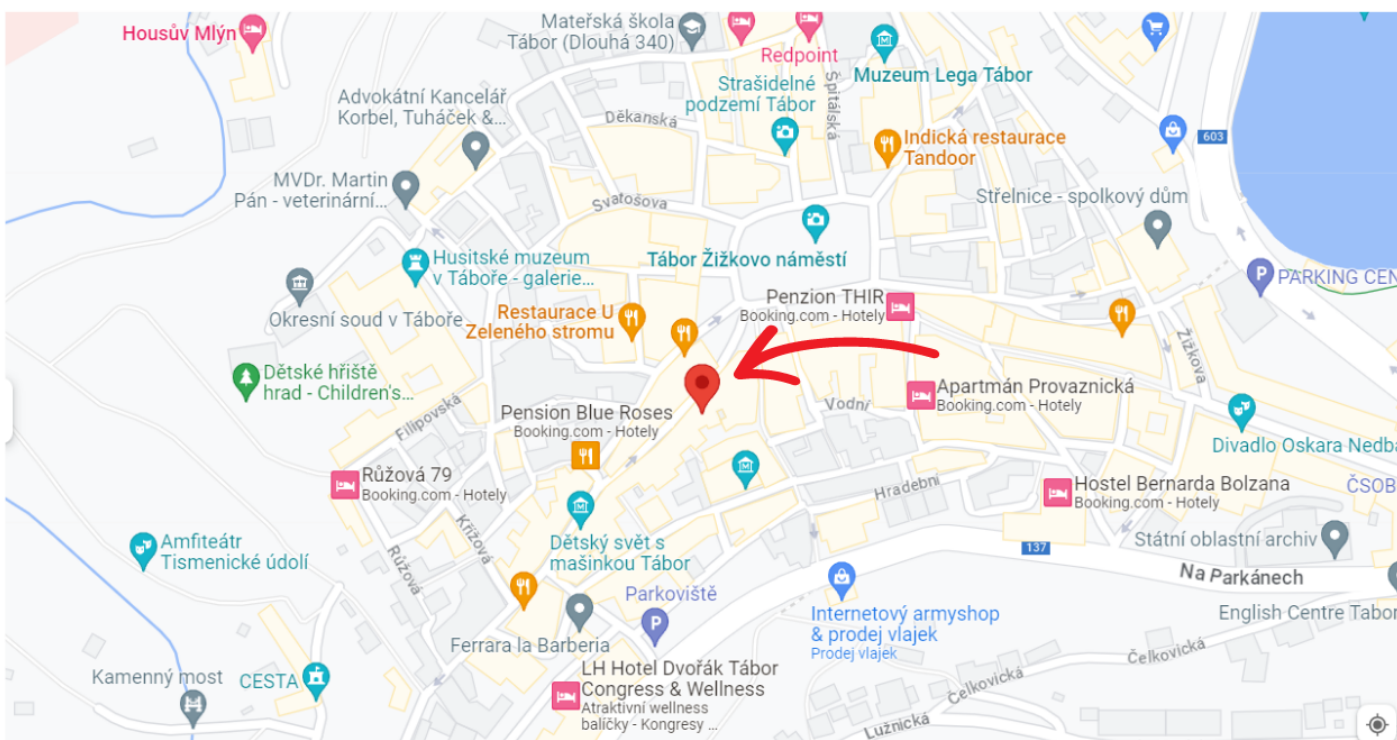 Housův Mlýn
Mateřská škola
Tábor (Dlouhá 340)
Redpoint
Muzeum Lega Tábor
Strašidelné
podzemí Tábor
Špitálská
Advokátní Kancelář
Korbel, Tuháček &...
Děkanská
Indická restaurace
Tandoor
603
MVDr. Martin
Pán - veterinární...
Svatošova
Střelnice - spolkový dům
Husitské muzeum
v Táboře - galerie...
Tábor Žižkovo náměstí
P PARKING CEN
Okresní soud v Táboře
Restaurace U
Zeleného stromu
Penzion THIR
Booking.com - Hotely
Žižkova
Dětské hřiště
hrad - Children's...
Filipovská
Pension Blue Roses
Booking.com - Hotely
Vodní
Apartmán Provaznická
Booking.com - Hotely
Divadlo Oskara Nedba
Růžová 79
Booking.com - Hotely
Hradební
Hostel Bernarda Bolzana
Booking.com - Hotely
ČSOB
Křížová
Růžová
Amfiteátr
Tismenické údolí
Dětský svět s
mašinkou Tábor
137
Státní oblastní archiv
Na Parkánech
Parkoviště
P
Internetový armyshop
& prodej vlajek
Prodej vlajek
English Centre Tabor
Ferrara la Barberia
Čelkovická
Kamenný most
CESTA
LH Hotel Dvořák Tábor
Congress & Wellness
Atraktivní wellness
balíčky - Kongresy ...
Čelkovická
Lužnická